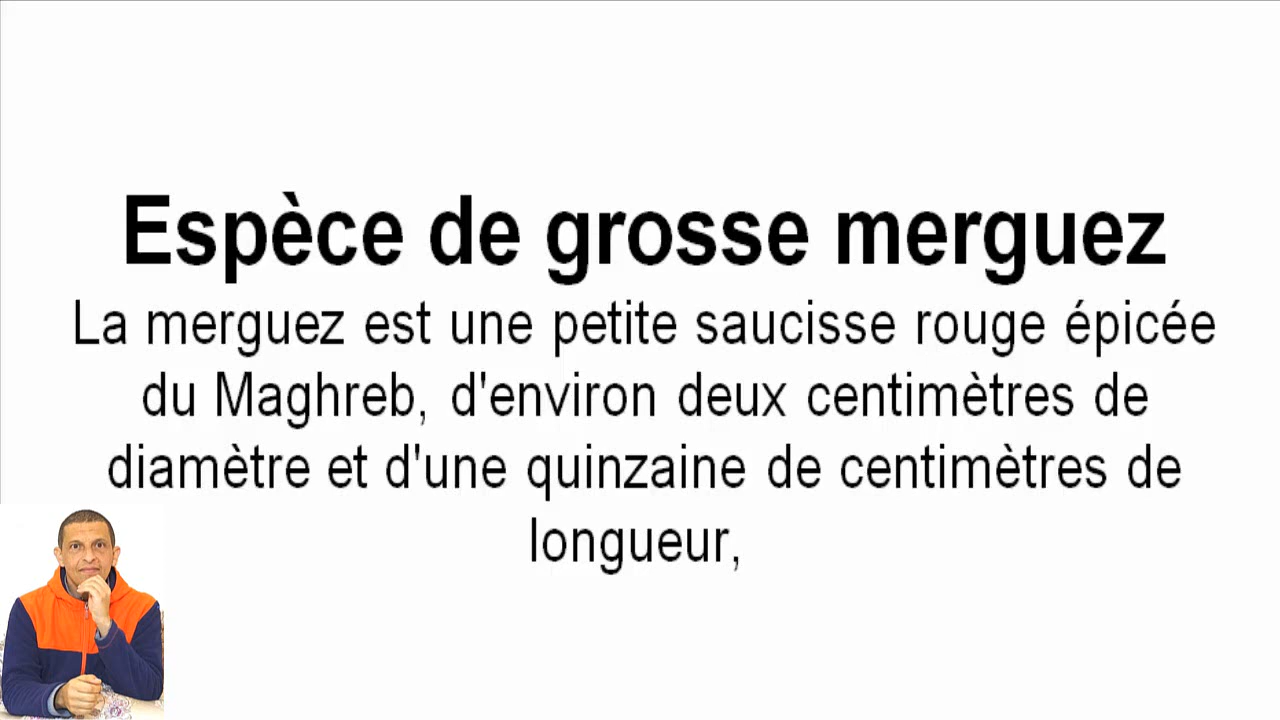 Espèce de grosse merguez
La merguez est une petite saucisse rouge épicée
du Maghreb, d'environ deux centimètres de
diamètre et d'une quinzaine de centimètres de
longueur,